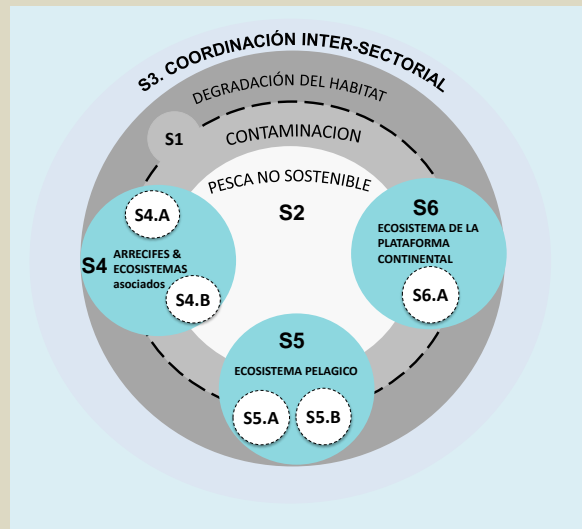 S3. COORDINACIÓN INTER-SECTORIAL
DEGRADACIÓN DEL HABITAT
S1
CONTAMINACION
PESCA NO SOSTENIBLE
S2
S4.A
S4
ARRECIFES &
ECOSISTEMAS
asociados
S4.B
S6
ECOSISTEMA DE LA
PLATAFORMA
CONTINENTAL
S6.A
S5
ECOSISTEMA PELAGICO
S5.A
S5.B